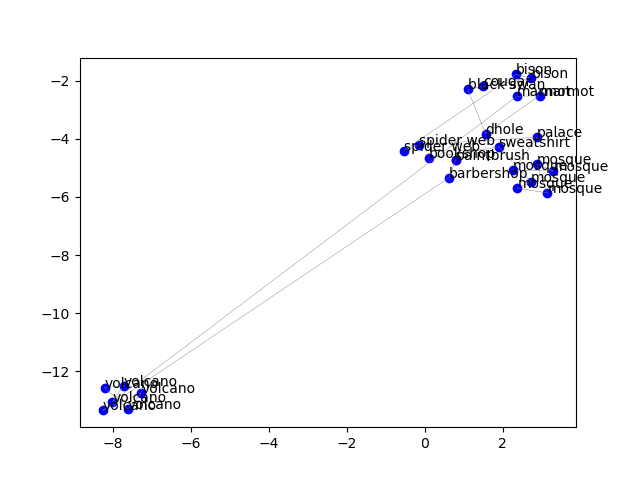 bison
bison
cougar
black swan
marmot
marmot
dhole
palace
spider web
sweatshirt
spider web
bookshop
paintbrush
mosque
mosque
mosque
barbershop
mosque
mosque
mosque
volcano
volcano
volcano
volcano
volcano
volcano
−2
−4
−6
−8
−10
−12
−8
−6
−4
−2
0
2